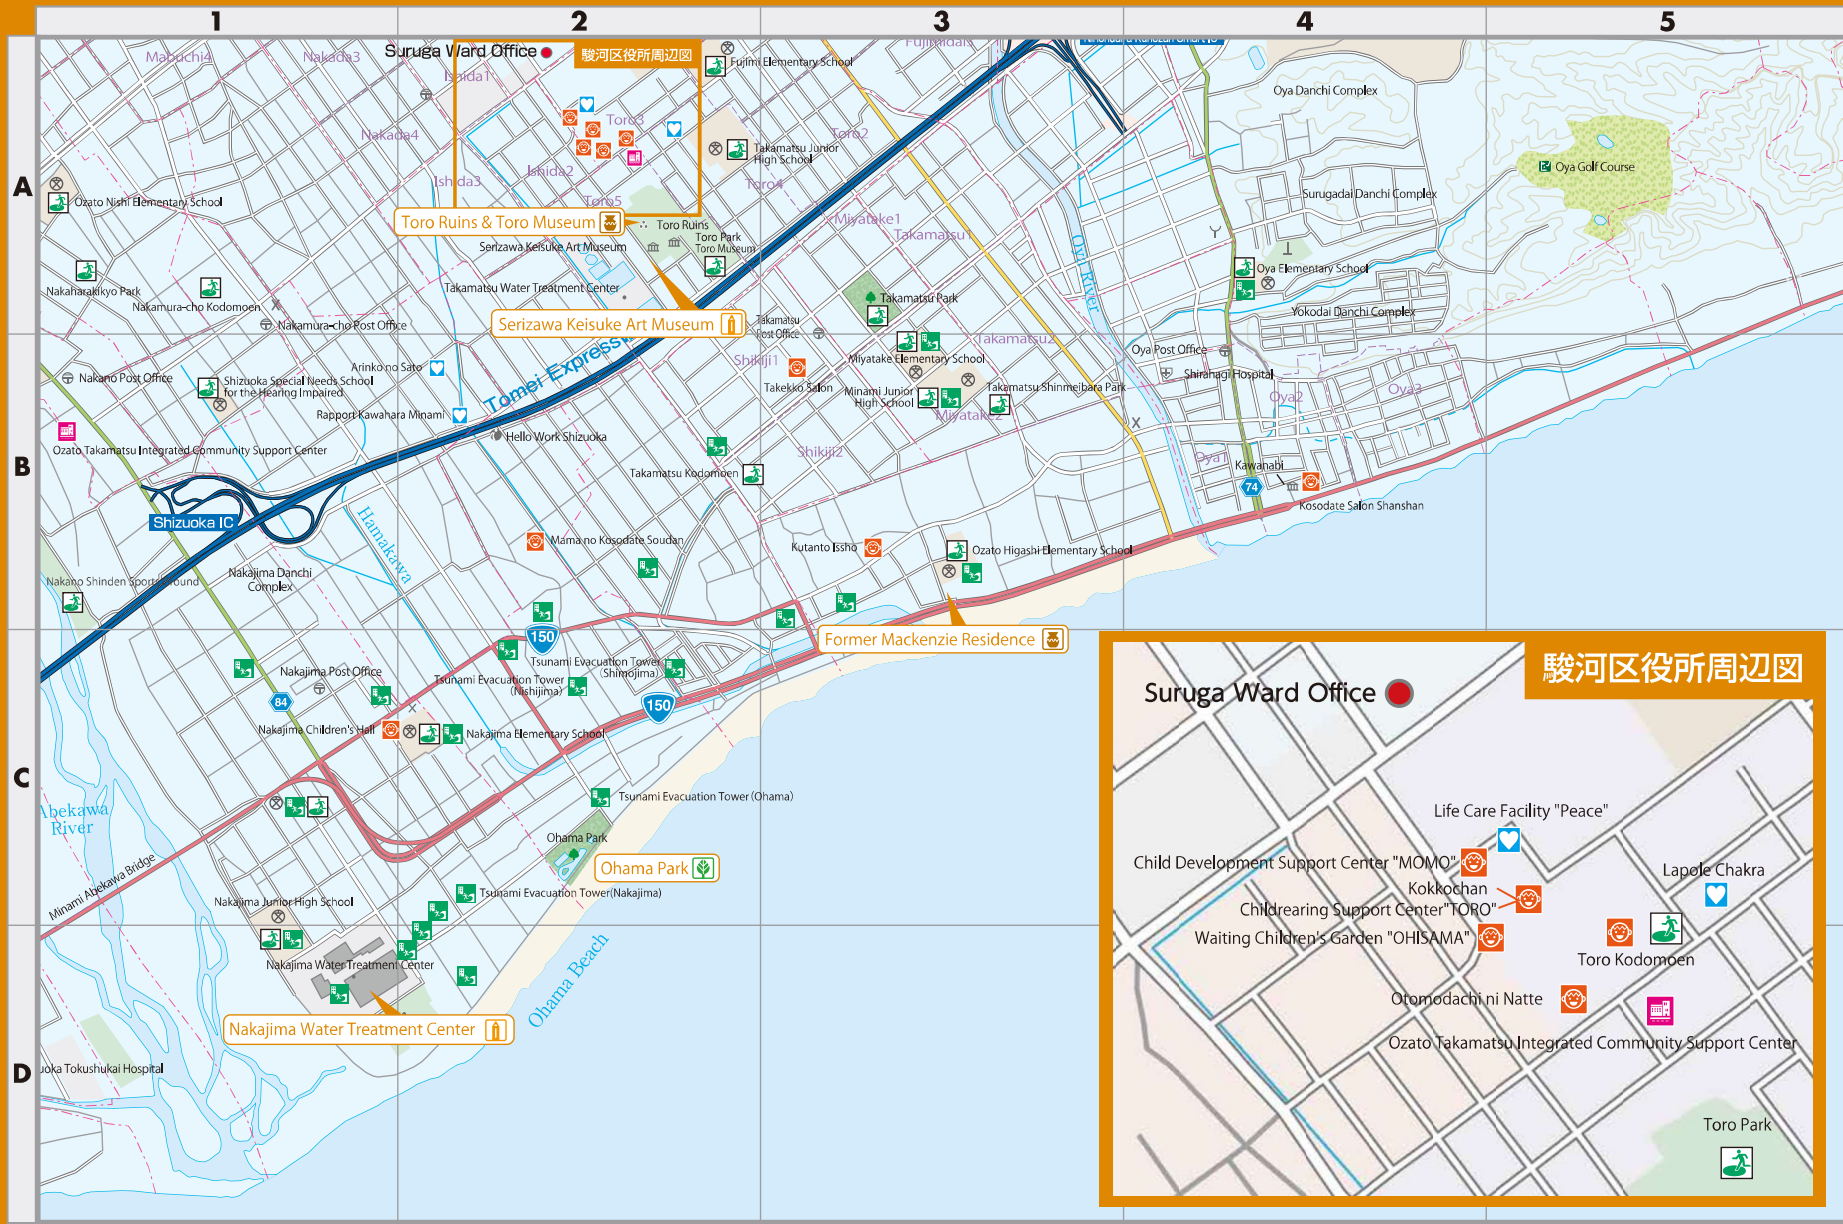 1
2
3
4
5
A
B
C
D
Suruga Ward Office
駿河区役所周辺図
Mabuchi4
Nakada3
Ishida1
Nakada4
Fujimi Elementary School
Toro3
Toro2
Takamatsu Junior
High School
Ishida2
Ishida3
Toro4
Toro5
Oya Danchi Complex
Oya Golf Course
Surugadai Danchi Complex
Ozato Nishi Elementary School
Toro Ruins & Toro Museum
Toro Ruins
Toro Park
Toro Museum
Serizawa Keisuke Art Museum
Miyatake1
Takamatsu1
Oya River
Oya Elementary School
Nakaharakikyo Park
Nakamura-cho Kodomoen
Takamatsu Water Treatment Center
Takamatsu Park
Yokodai Danchi Complex
Nakamura-cho Post Office
Serizawa Keisuke Art Museum
Takamatsu
Post Office
Takamatsu2
Tomei Express
Arinko no Sato
Shikiji1
Miyatake Elementary School
Oya Post Office
Nakano Post Office
Shizuoka Special Needs School
for the Hearing Impaired
Takekko Salon
Minami Junior
High School
Takamatsu Shinmeibara Park
Shiraha­gi Hospital
Oya3
Oya2
Rapport Kawahara Minami
Miyatake2
Hello Work Shizuoka
Ozato Takamatsu Integrated Community Support Center
Shikiji2
Oya1
Kawanabi
Takamatsu Kodomoen
74
Kosodate Salon Shanshan
Shizuoka IC
Hamakawa
Mama no Kosodate Soudan
Kutanto Issho
Ozato Higashi Elementary School
Nakano Shinden Sports Ground
Nakajima Danchi
Complex
150
Former Mackenzie Residence
Nakajima Post Office
Tsunami Evacuation Tower
(Shimojima)
Tsunami Evacuation Tower
(Nishijima)
84
150
Nakajima Children's Hall
Nakajima Elementary School
Abekawa
River
Tsunami Evacuation Tower (Ohama)
Ohama Park
Ohama Park
Minami Abekawa Bridge
Nakajima Junior High School
Tsunami Evacuation Tower(Nakajima)
Nakajima Water Treatment Center
Ohama Beach
Nakajima Water Treatment Center
uoka Tokushukai Hospital
駿河区役所周辺図
Suruga Ward Office
Life Care Facility "Peace"
Child Development Support Center "MOMO"
Kokkochan
Childrearing Support Center"TORO"
Lapole Chakra
Waiting Children's Garden "OHISAMA"
Toro Kodomoen
Otomodachi ni Natte
Ozato Takamatsu Integrated Community Support Center
Toro Park